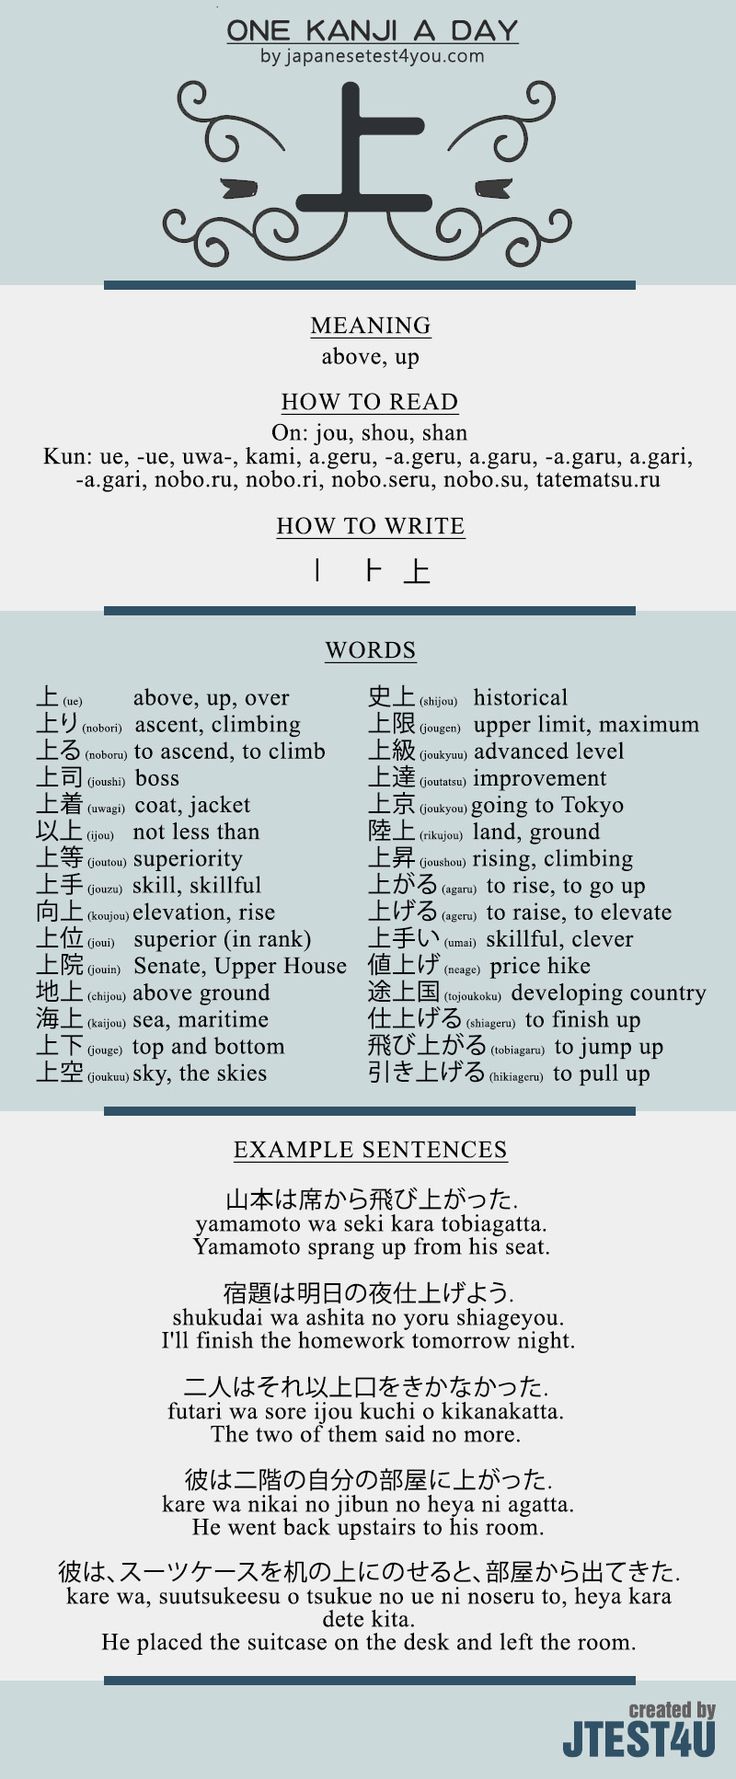 ONE KANJI A DAY
by japanesetest4you.com
上
MEANING
above, up
HOW TO READ
On: jou, shou, shan
Kun: ue, -ue, uwa-, kami, a.geru, -a.geru, a.garu, -a.garu, a.gari,
-a.gari, nobo.ru, nobo.ri, nobo.seru, nobo.su, tatematsu.ru
HOW TO WRITE
丨 ⺊ 上
WORDS
上 (ue) above, up, over
上り (nobori) ascent, climbing
上る (noboru) to ascend, to climb
上司 (joushi) boss
上着 (uwagi) coat, jacket
以上 (ijou) not less than
上等 (joutou) superiority
上手 (jouzu) skill, skillful
向上 (koujou) elevation, rise
上位 (joui) superior (in rank)
上院 (jouin) Senate, Upper House
地上 (chijou) above ground
海上 (kaijou) sea, maritime
上下 (jouge) top and bottom
上空 (joukuu) sky, the skies
史上 (shijou) historical
上限 (jougen) upper limit, maximum
上級 (joukyuu) advanced level
上達 (joutatsu) improvement
上京 (joukyou) going to Tokyo
陸上 (rikujou) land, ground
上昇 (joushou) rising, climbing
上がる (agaru) to rise, to go up
上げる (ageru) to raise, to elevate
上手い (umai) skillful, clever
値上げ (neage) price hike
途上国 (tojoukoku) developing country
仕上げる (shiageru) to finish up
飛び上がる (tobiagaru) to jump up
引き上げる (hikiageru) to pull up
EXAMPLE SENTENCES
山本は席から飛び上がった.
yamamoto wa seki kara tobiagatta.
Yamamoto sprang up from his seat.
宿題は明日の夜仕上げよう.
shukudai wa ashita no yoru shiageyou.
I'll finish the homework tomorrow night.
二人はそれ以上口をきかなかった.
futari wa sore ijou kuchi o kikanakatta.
The two of them said no more.
彼は二階の自分の部屋に上がった.
kare wa nikai no jibun no heya ni agatta.
He went back upstairs to his room.
彼は、スーツケースを机の上にのせると、部屋から出てきた.
kare wa, suutsukeesu o tsukue no ue ni noseru to, heya kara
dete kita.
He placed the suitcase on the desk and left the room.
created by
JTEST4U